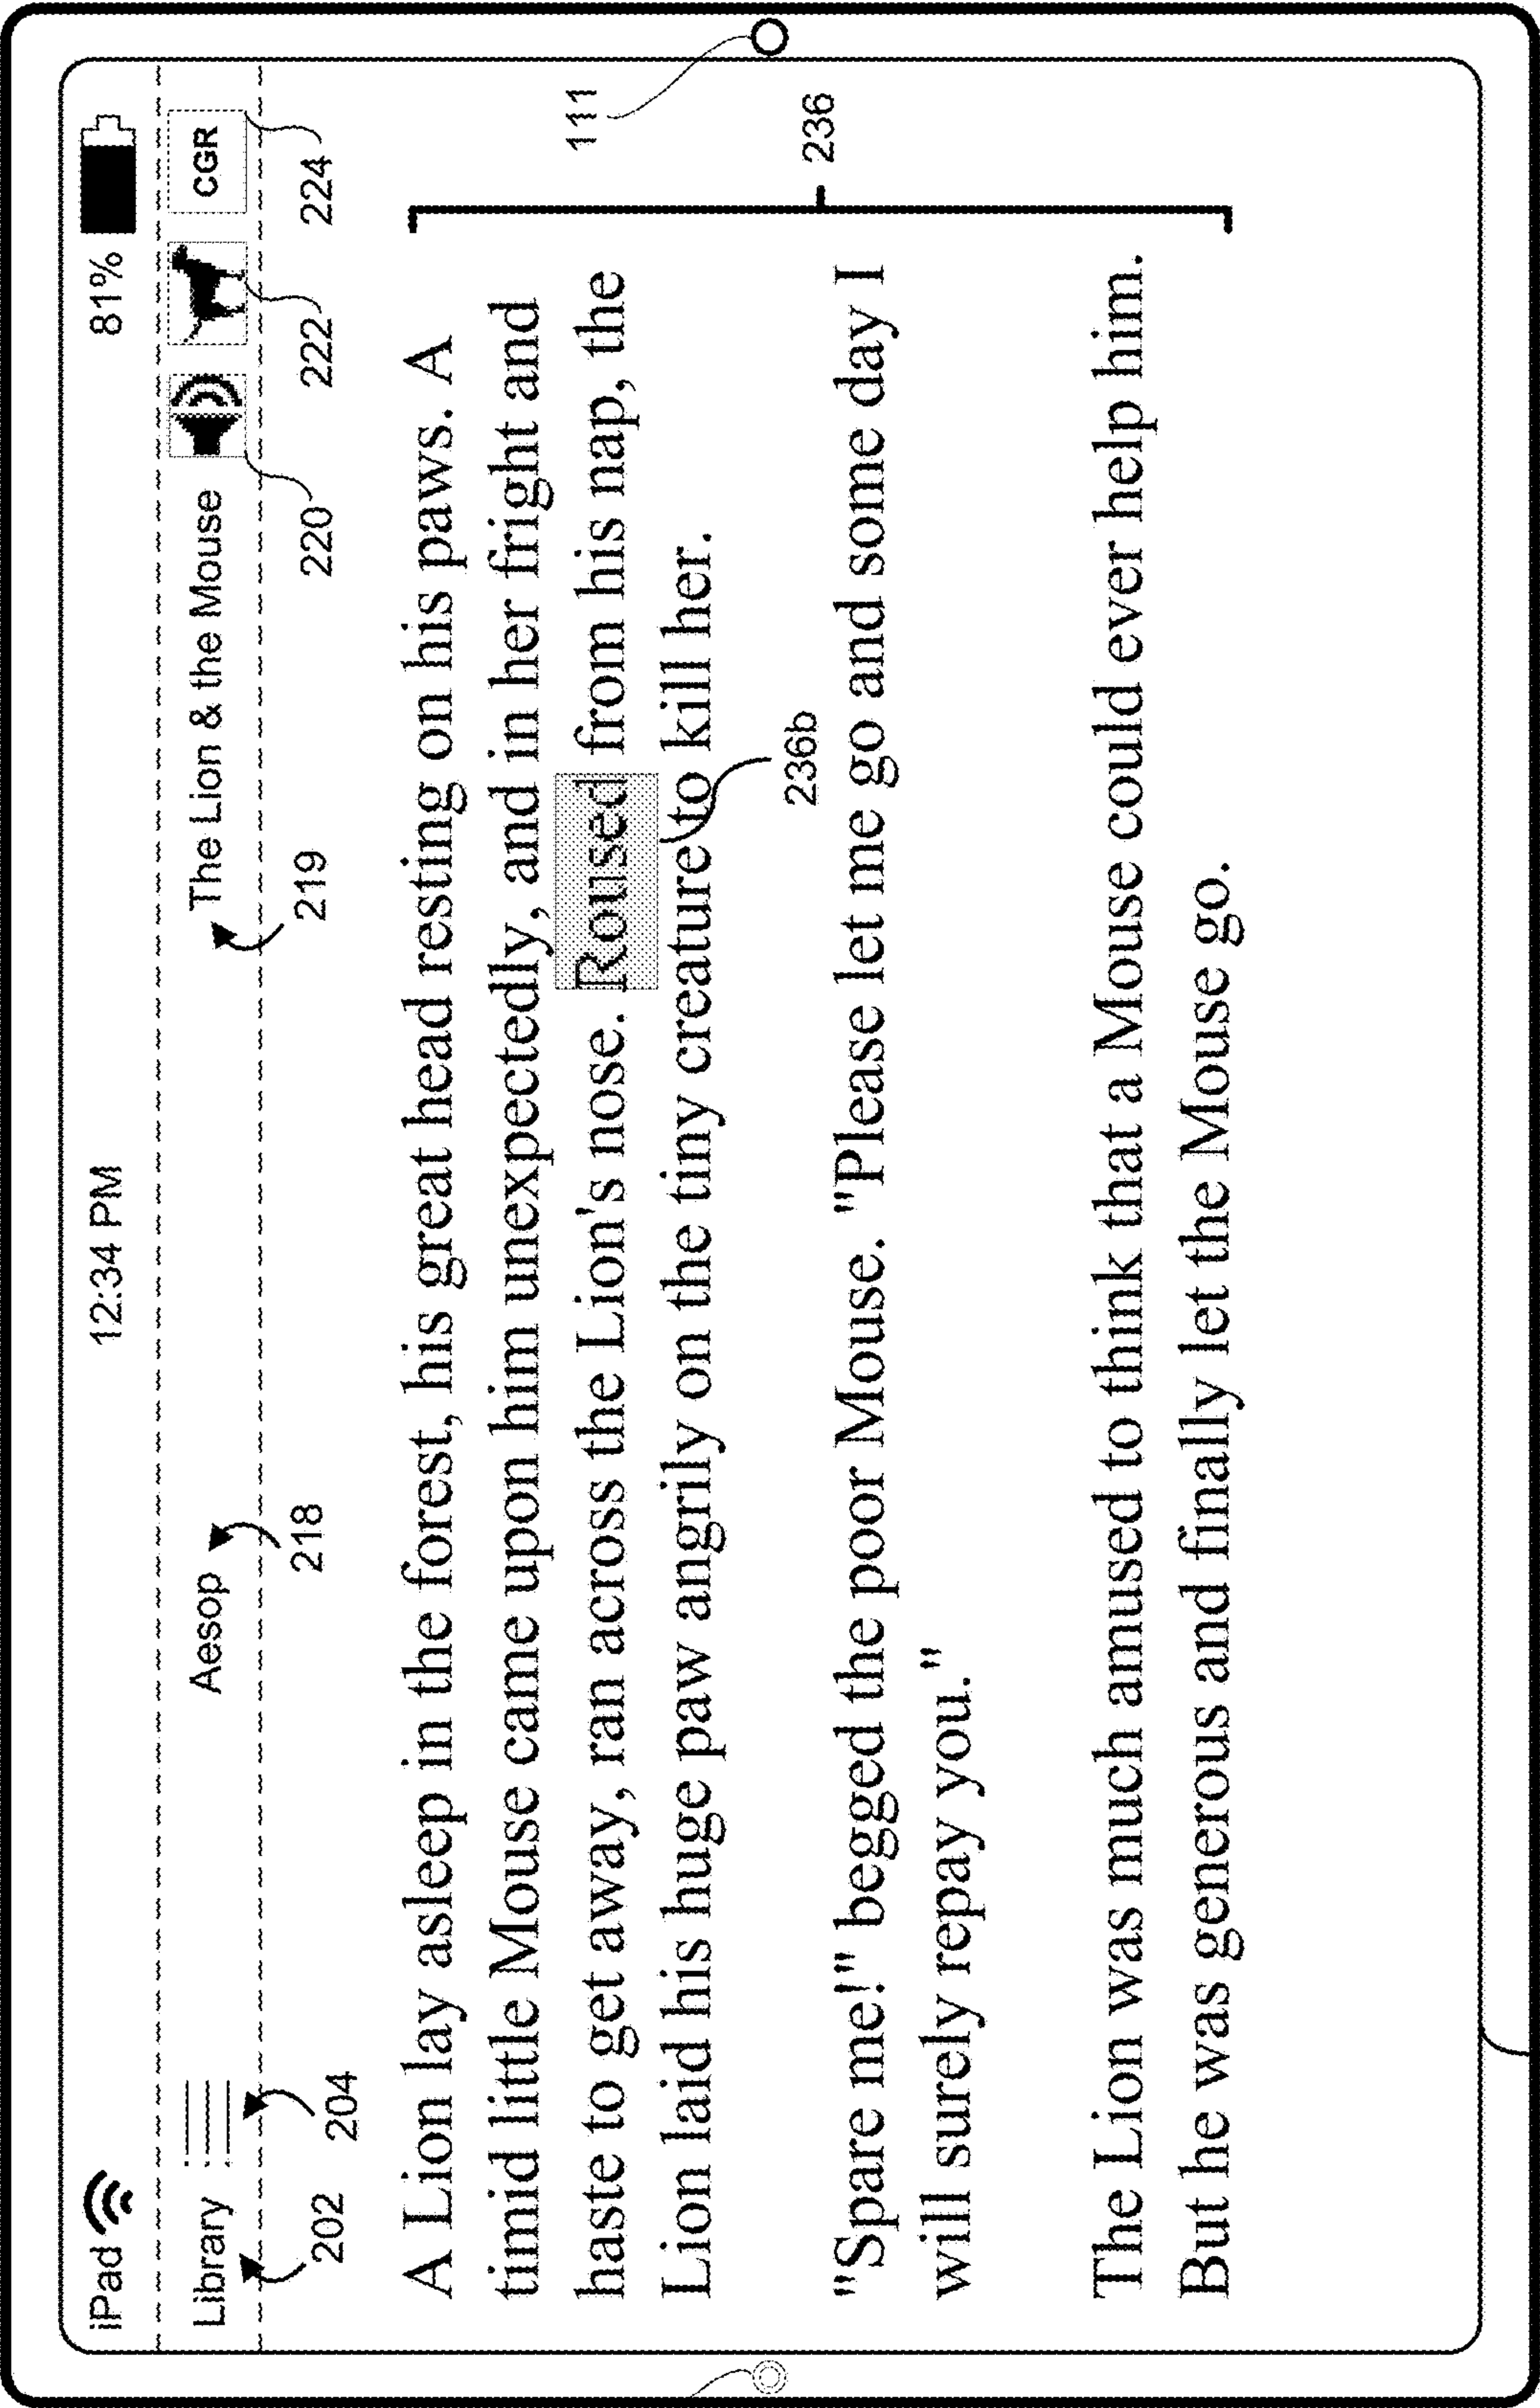 iPad 12:34 PM 81%
Library Aesop The Lion & the Mouse CGR
202 204 218 219 220 222 224
A Lion lay asleep in the forest, his great head resting on his paws. A
timid little Mouse came upon him unexpectedly, and in her fright and
haste to get away, ran across the Lion's nose. Roused from his nap, the
Lion laid his huge paw angrily on the tiny creature to kill her.
236b
"Spare me!" begged the poor Mouse. "Please let me go and some day I
will surely repay you."
The Lion was much amused to think that a Mouse could ever help him.
But he was generous and finally let the Mouse go.
111
236